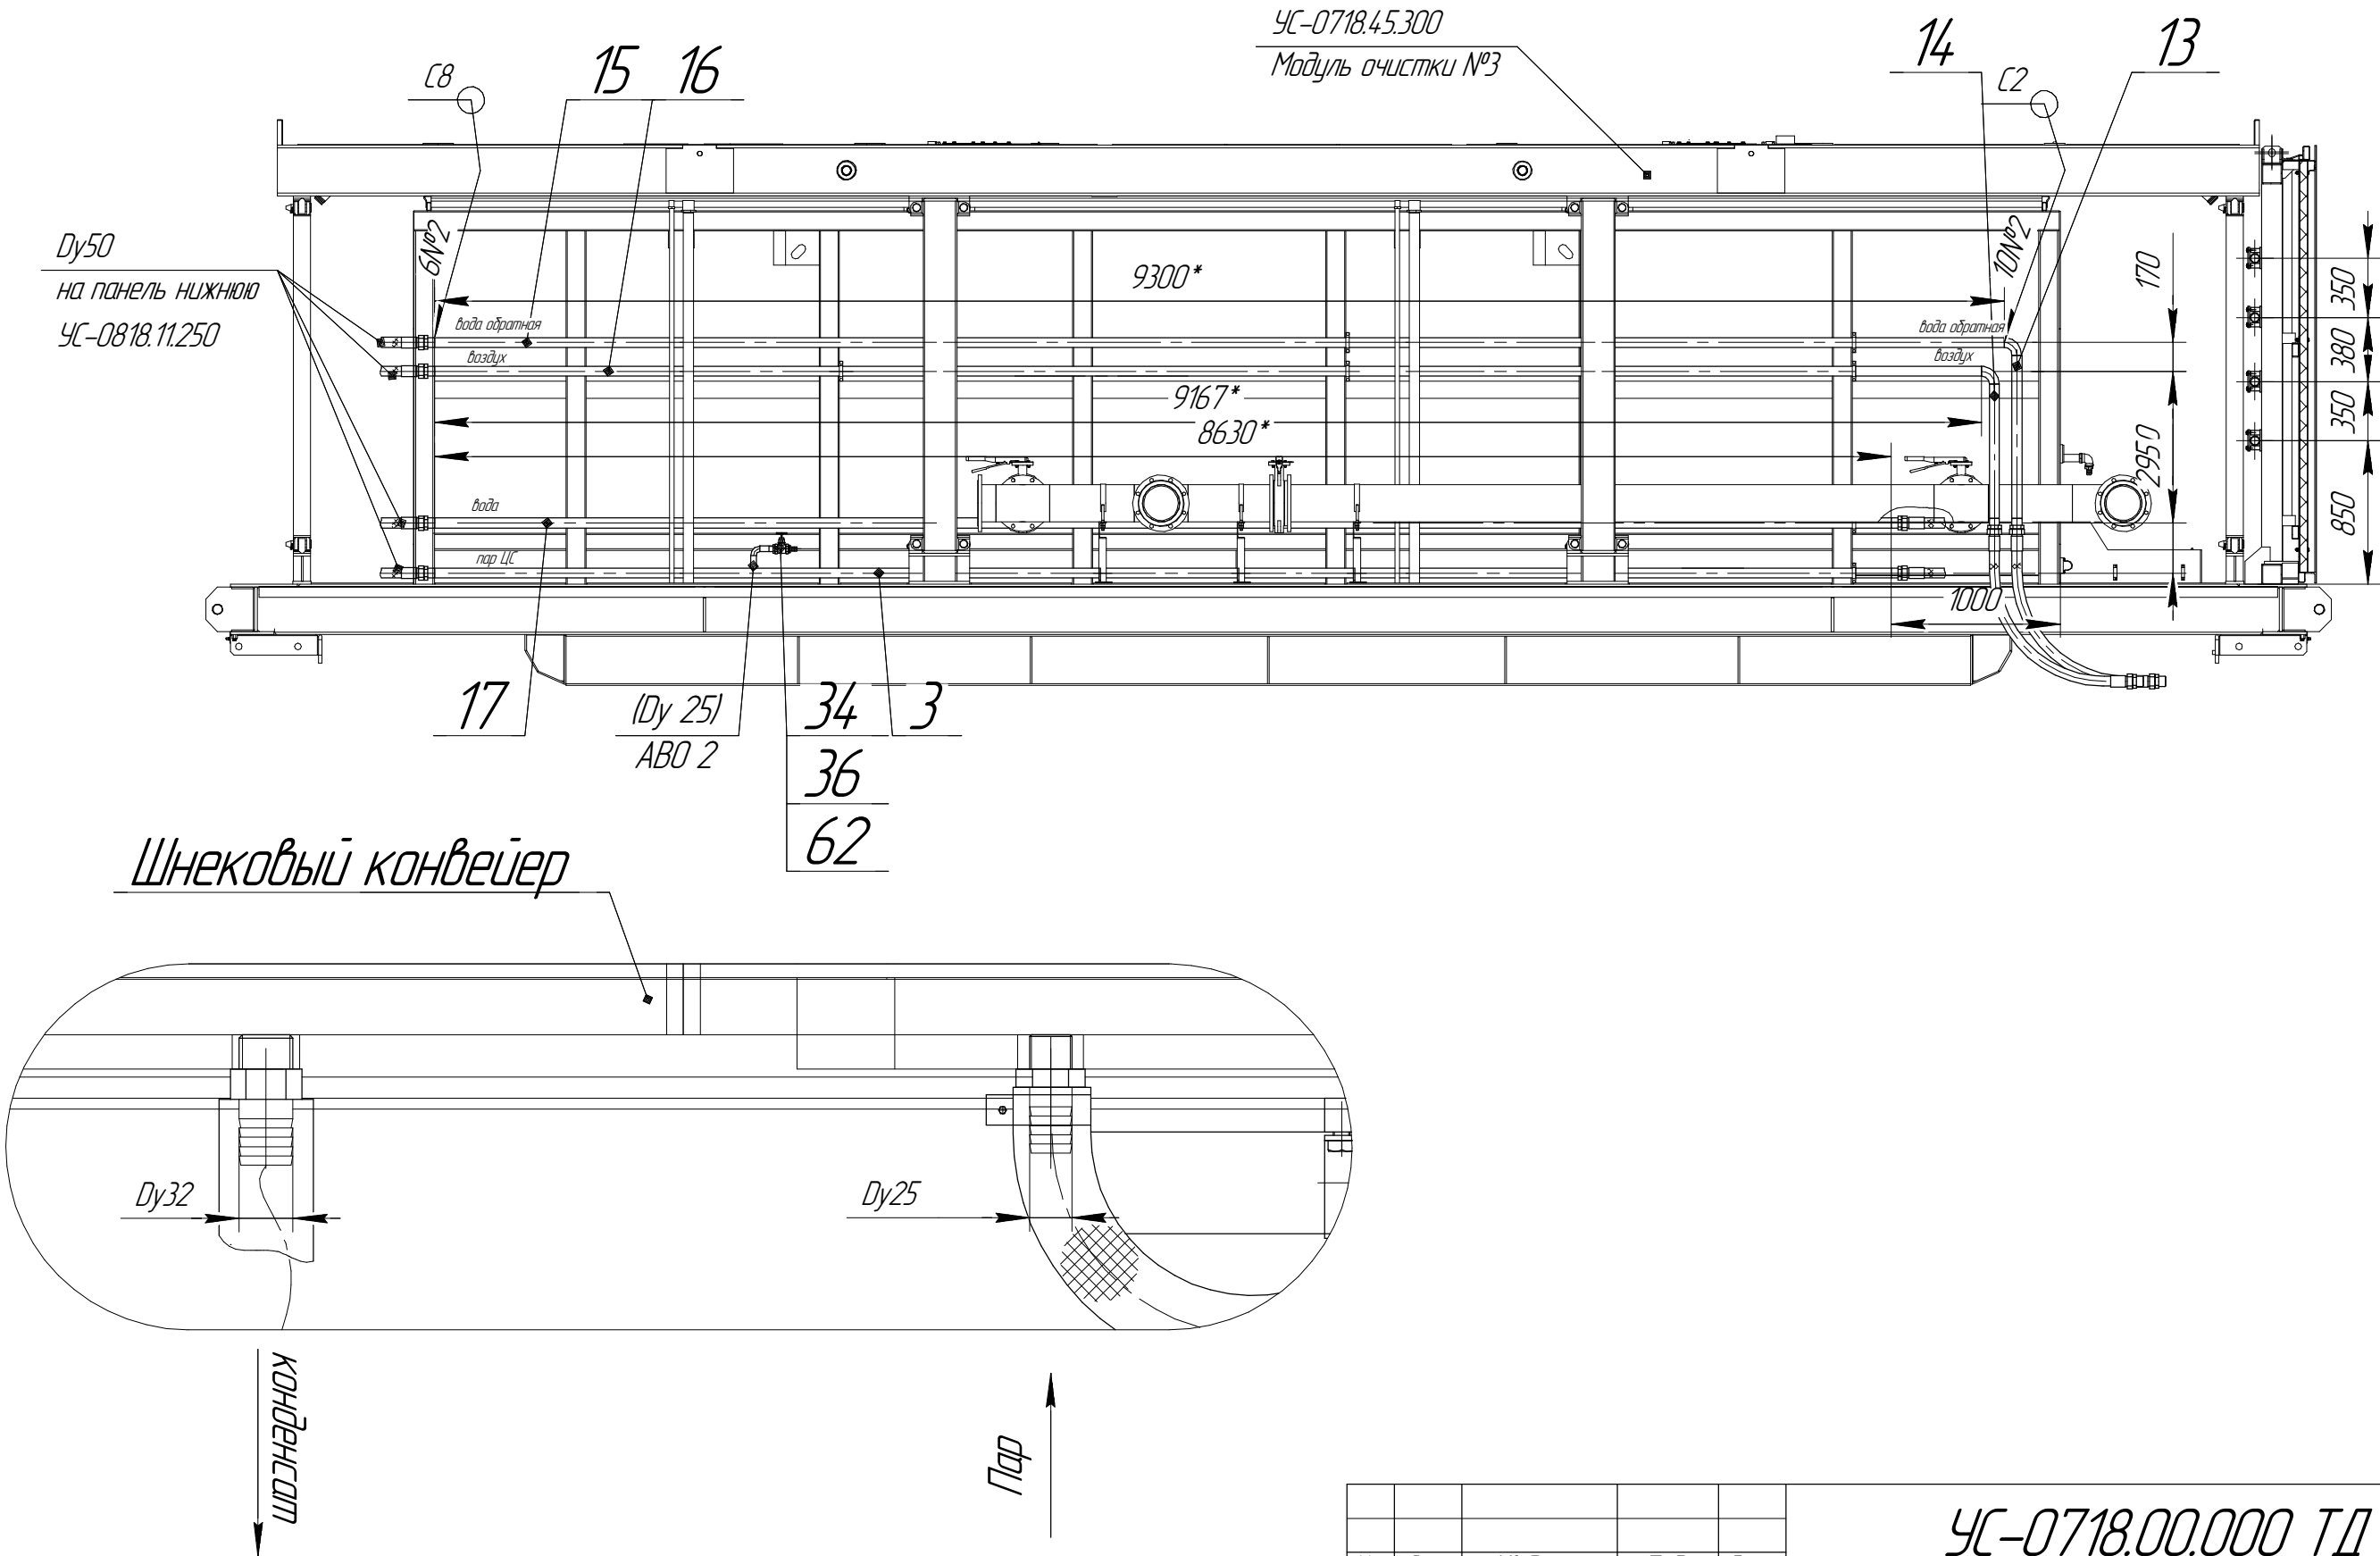 УС-0718.45.300
Модуль очистки №3
С8
15
16
14
С2
13
Dy50
на панель нижнюю
УС-0818.11.250
6№2
10№2
9300*
вода обратная
воздух
вода обратная
воздух
9167*
8630*
вода
пар ЦС
170
2950
350
380
350
850
1000
17
(Dy 25)
АВО 2
34
3
36
62
Шнековый конвейер
Dy32
Dy25
конденсат
Пар
УС-0718.00.000 ТД